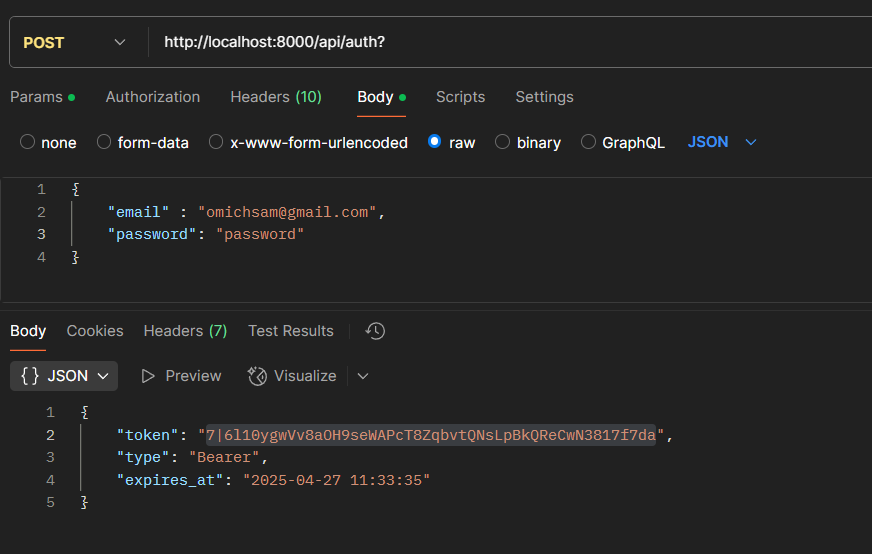 POST http://localhost:8000/api/auth?
Params Authorization Headers (10) Body Scripts Settings
none form-data x-www-form-urlencoded raw binary GraphQL JSON
1 {
2 "email" : "omichsam@gmail.com",
3 "password": "password"
4 }
Body Cookies Headers (7) Test Results
{} JSON Preview Visualize
1 {
2 "token": "7|6l10ygwVv8aOH9seWAPcT8ZqbvtQNsLpBkQReCwN3817f7da",
3 "type": "Bearer",
4 "expires_at": "2025-04-27 11:33:35"
5 }